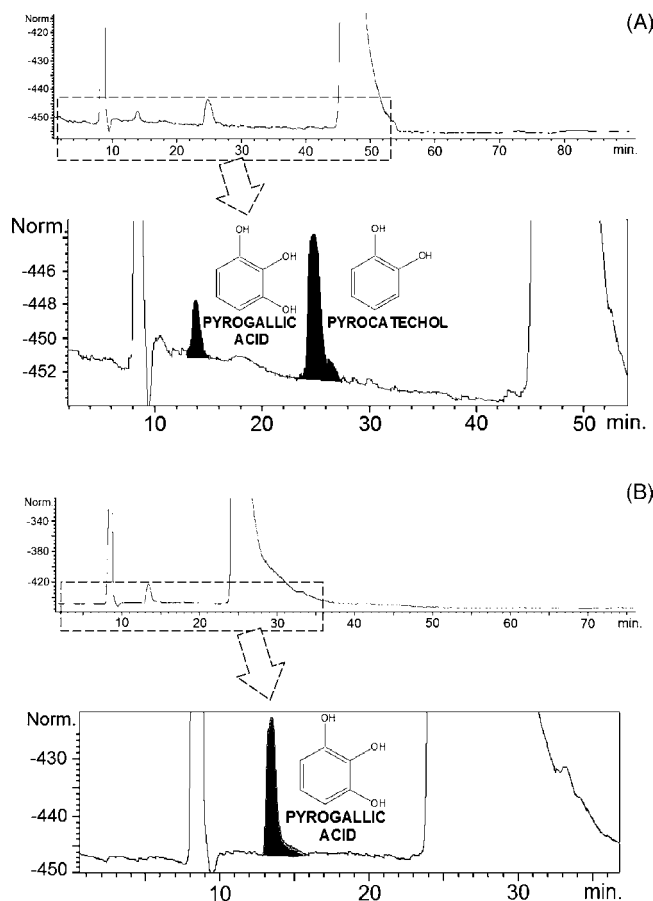 (A)
Norm.
-420
-430
-440
-450
10 20 30 40 50 60 70 80
min.
Norm.
-446
-448
-450
-452
OH
OH
OH
PYROGALLIC
ACID
OH
OH
PYROCATECHOL
10 20 30 40 50 min.
(B)
Norm.
-340
-380
-420
10 20 30 40 50 60 70
min.
Norm.
-430
-440
-450
OH
OH
OH
PYROGALLIC
ACID
10 20 30
min.